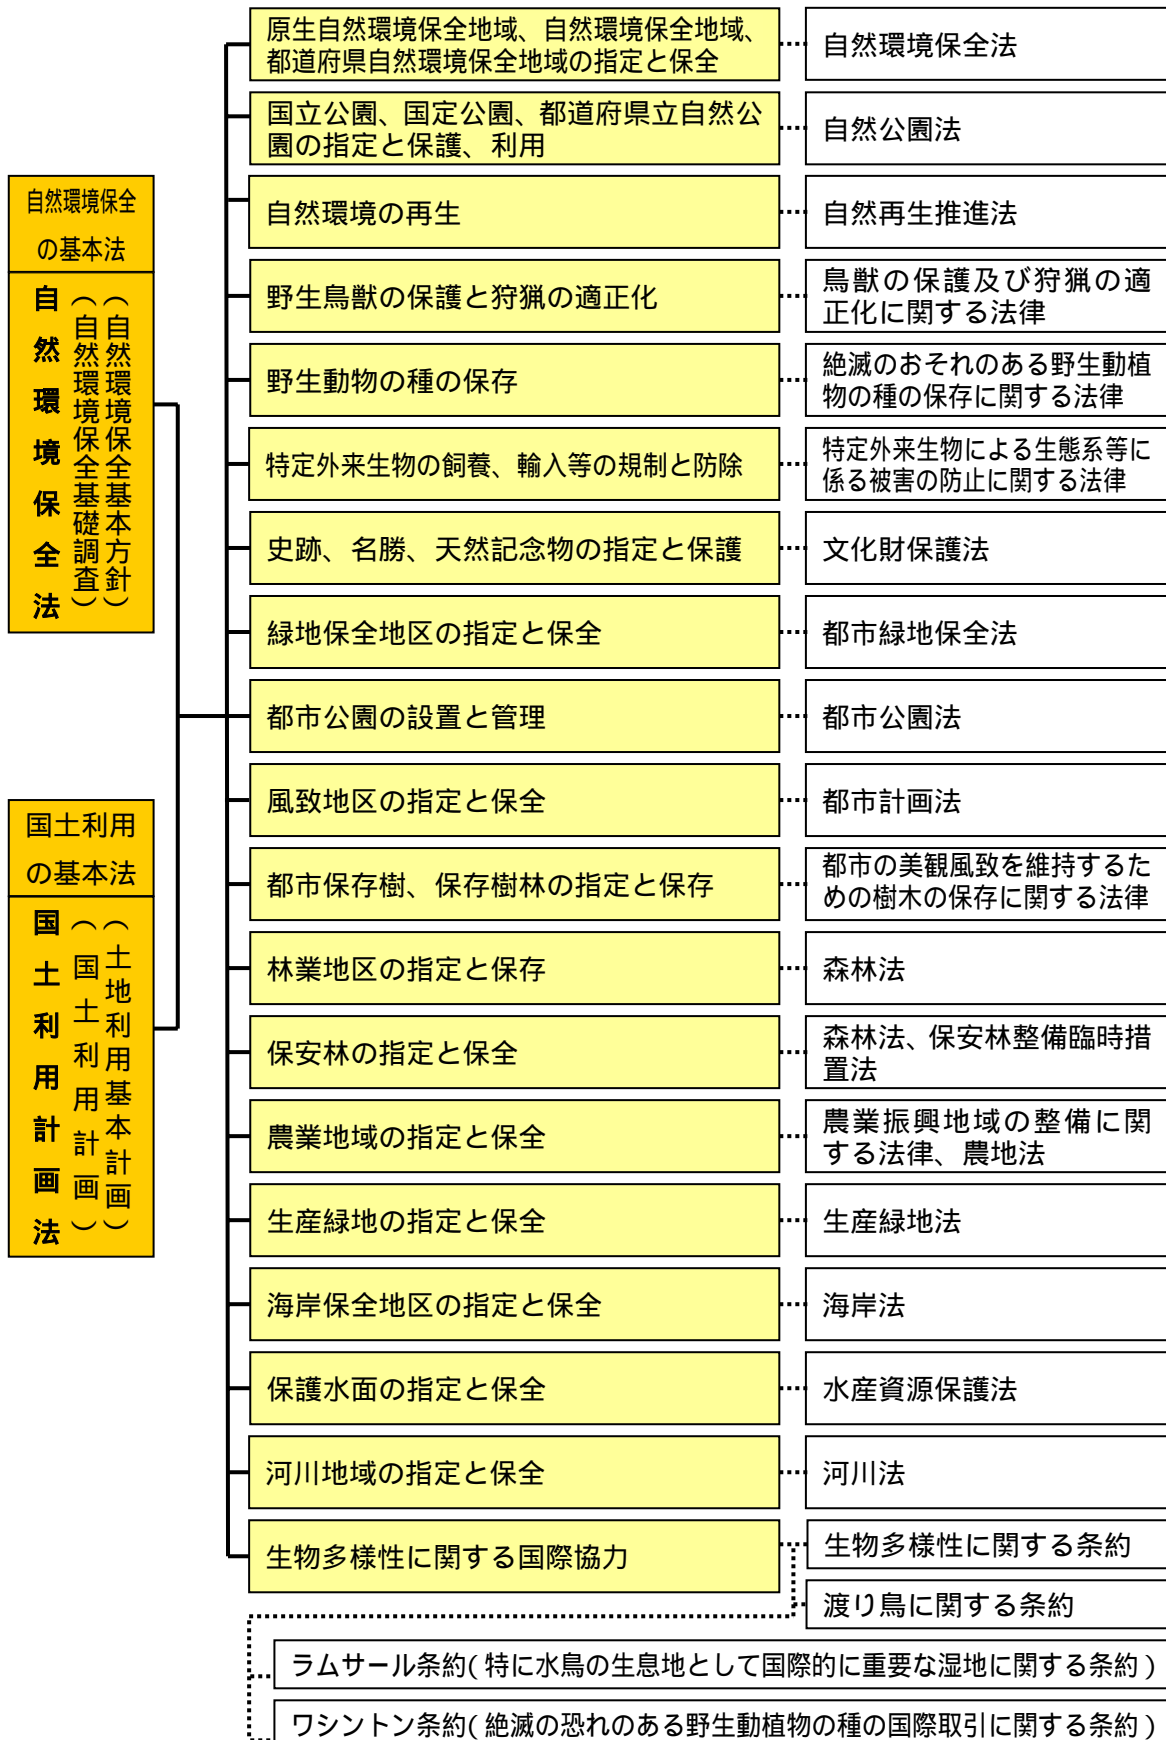 自然環境保全
の基本法
自然環境保全法
（自然環境保全基本方針）
（自然環境保全基礎調査）
国土利用
の基本法
国土利用計画法
（土地利用基本計画）
（国土利用計画）
原生自然環境保全地域、自然環境保全地域、
都道府県自然環境保全地域の指定と保全
自然環境保全法
国立公園、国定公園、都道府県立自然公
園の指定と保護、利用
自然公園法
自然環境の再生
自然再生推進法
野生鳥獣の保護と狩猟の適正化
鳥獣の保護及び狩猟の適
正化に関する法律
野生動物の種の保存
絶滅のおそれのある野生動植
物の種の保存に関する法律
特定外来生物の飼養、輸入等の規制と防除
特定外来生物による生態系等に
係る被害の防止に関する法律
史跡、名勝、天然記念物の指定と保護
文化財保護法
緑地保全地区の指定と保全
都市緑地保全法
都市公園の設置と管理
都市公園法
風致地区の指定と保全
都市計画法
都市保存樹、保存樹林の指定と保存
都市の美観風致を維持するた
めの樹木の保存に関する法律
林業地区の指定と保存
森林法
保安林の指定と保全
森林法、保安林整備臨時措
置法
農業地域の指定と保全
農業振興地域の整備に関
する法律、農地法
生産緑地の指定と保全
生産緑地法
海岸保全地区の指定と保全
海岸法
保護水面の指定と保全
水産資源保護法
河川地域の指定と保全
河川法
生物多様性に関する国際協力
生物多様性に関する条約
渡り鳥に関する条約
ラムサール条約(特に水鳥の生息地として国際的に重要な湿地に関する条約)
ワシントン条約(絶滅の恐れのある野生動植物の種の国際取引に関する条約)